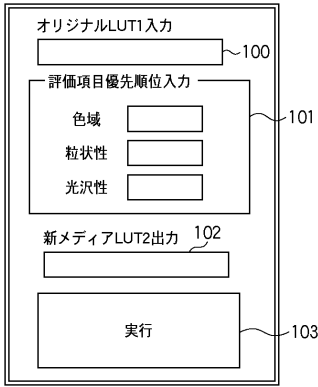 オリジナルLUT1入力
100
評価項目優先順位入力
101
色域
粒状性
光沢性
新メディアLUT2出力
102
実行
103